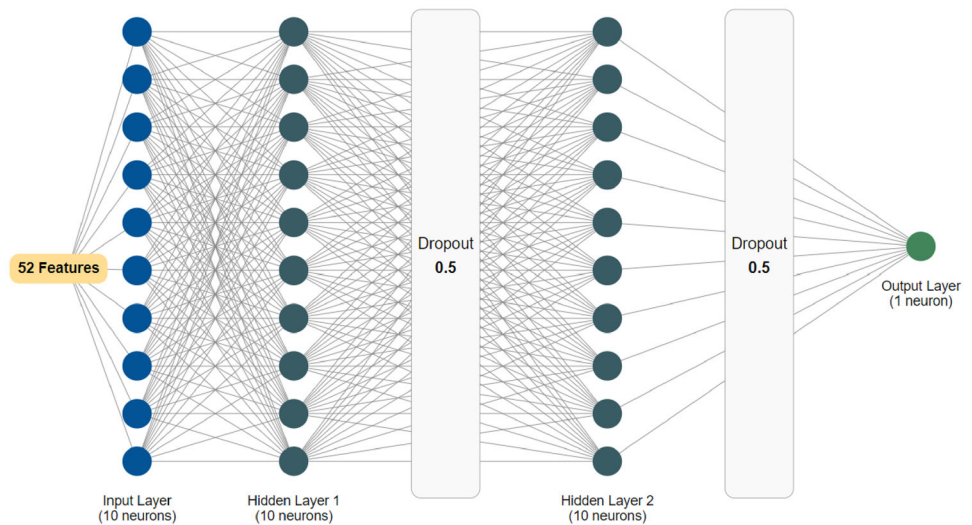 52 Features
Dropout
0.5
Dropout
0.5
Input Layer
(10 neurons)
Hidden Layer 1
(10 neurons)
Hidden Layer 2
(10 neurons)
Output Layer
(1 neuron)